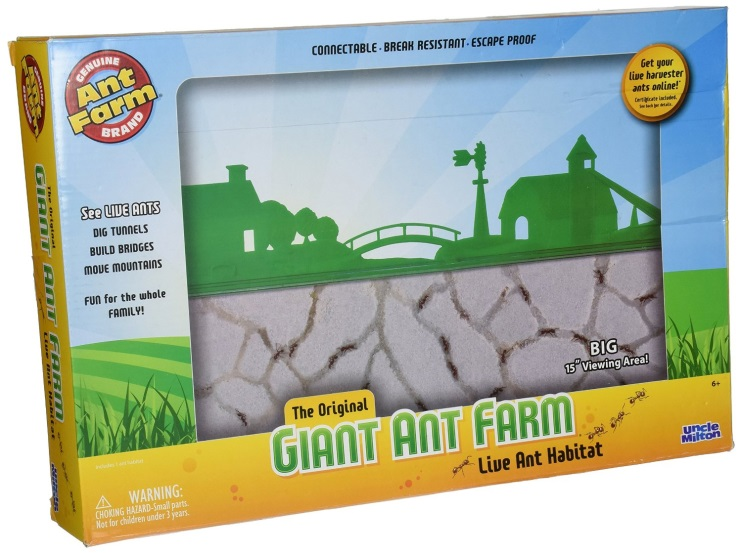 CONNECTABLE • BREAK RESISTANT • ESCAPE PROOF
GENUINE
Ant
Farm
BRAND
Get your
live harvester
ants online!*
Certificate included.
See back for details.
See LIVE ANTS
DIG TUNNELS
BUILD BRIDGES
MOVE MOUNTAINS
FUN for the whole
FAMILY!
BIG
15" Viewing Area!
6+
The Original
GIANT ANT FARM
Live Ant Habitat
Uncle
Milton
WARNING:
CHOKING HAZARD-Small parts.
Not for children under 3 years.
Ant
Farm
The Original
GIANT ANT FARM
Live Ant Habitat